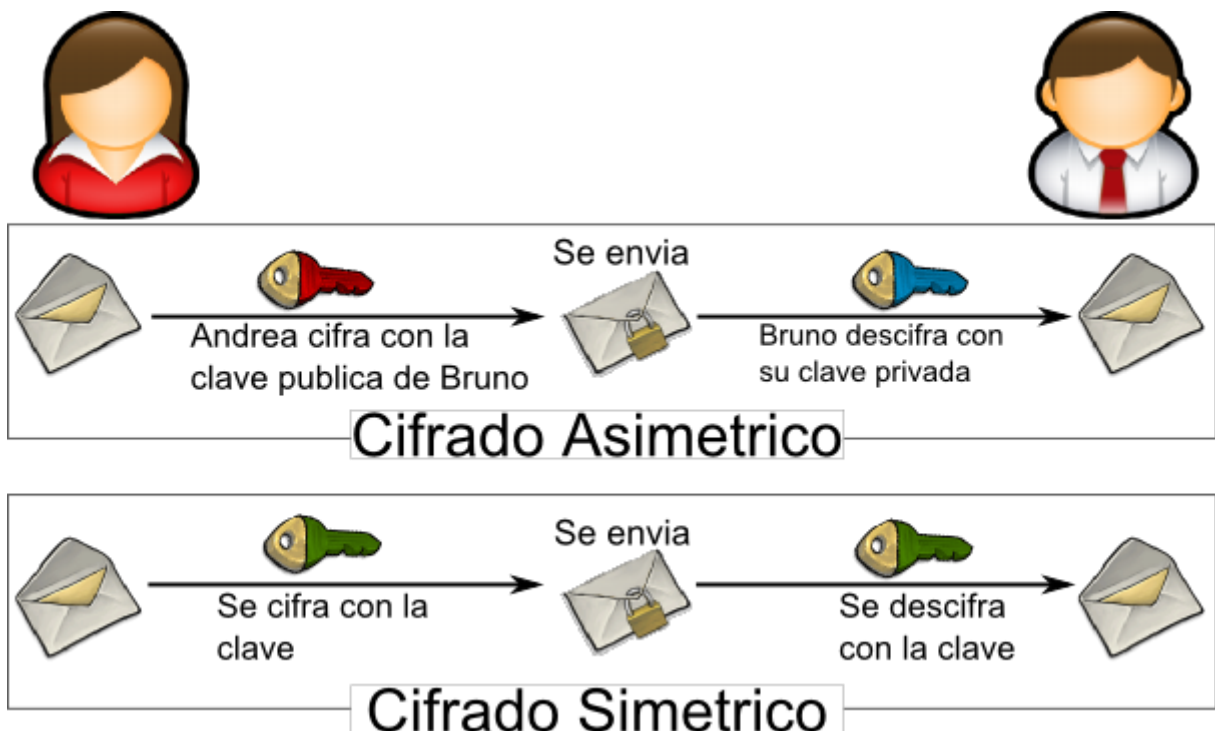 Se envia
Andrea cifra con la
clave publica de Bruno
Bruno descifra con
su clave privada
Cifrado Asimetrico
Se envia
Se cifra con la
clave
Se descifra
con la clave
Cifrado Simetrico